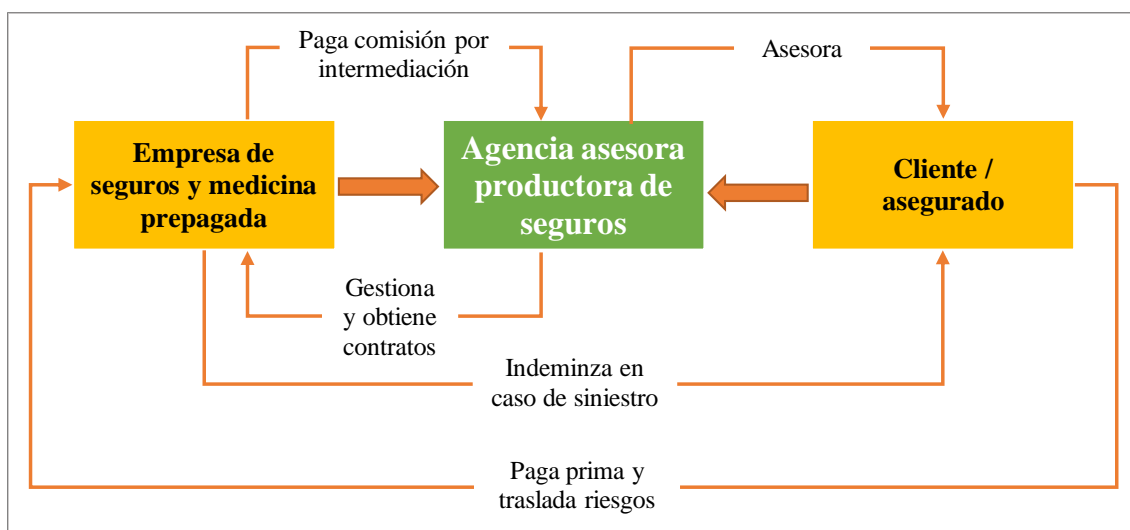 Paga comisión por
intermediación
Asesora
Empresa de
seguros y medicina
prepagada
Agencia asesora
productora de
seguros
Cliente /
asegurado
Gestiona
y obtiene
contratos
Indeminza en
caso de siniestro
Paga prima y
traslada riesgos